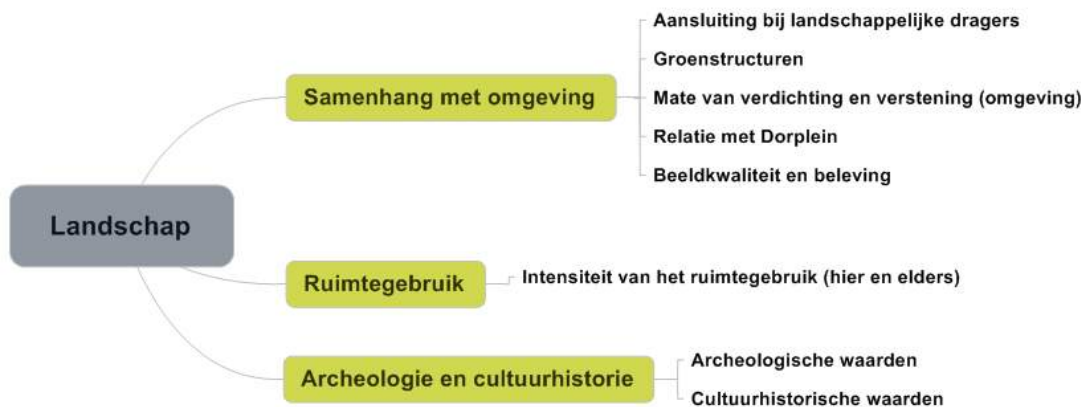 Landschap
Samenhang met omgeving
Aansluiting bij landschappelijke dragers
Groenstructuren
Mate van verdichting en verstening (omgeving)
Relatie met Dorplein
Beeldkwaliteit en beleving
Ruimtegebruik
Intensiteit van het ruimtegebruik (hier en elders)
Archeologie en cultuurhistorie
Archeologische waarden
Cultuurhistorische waarden